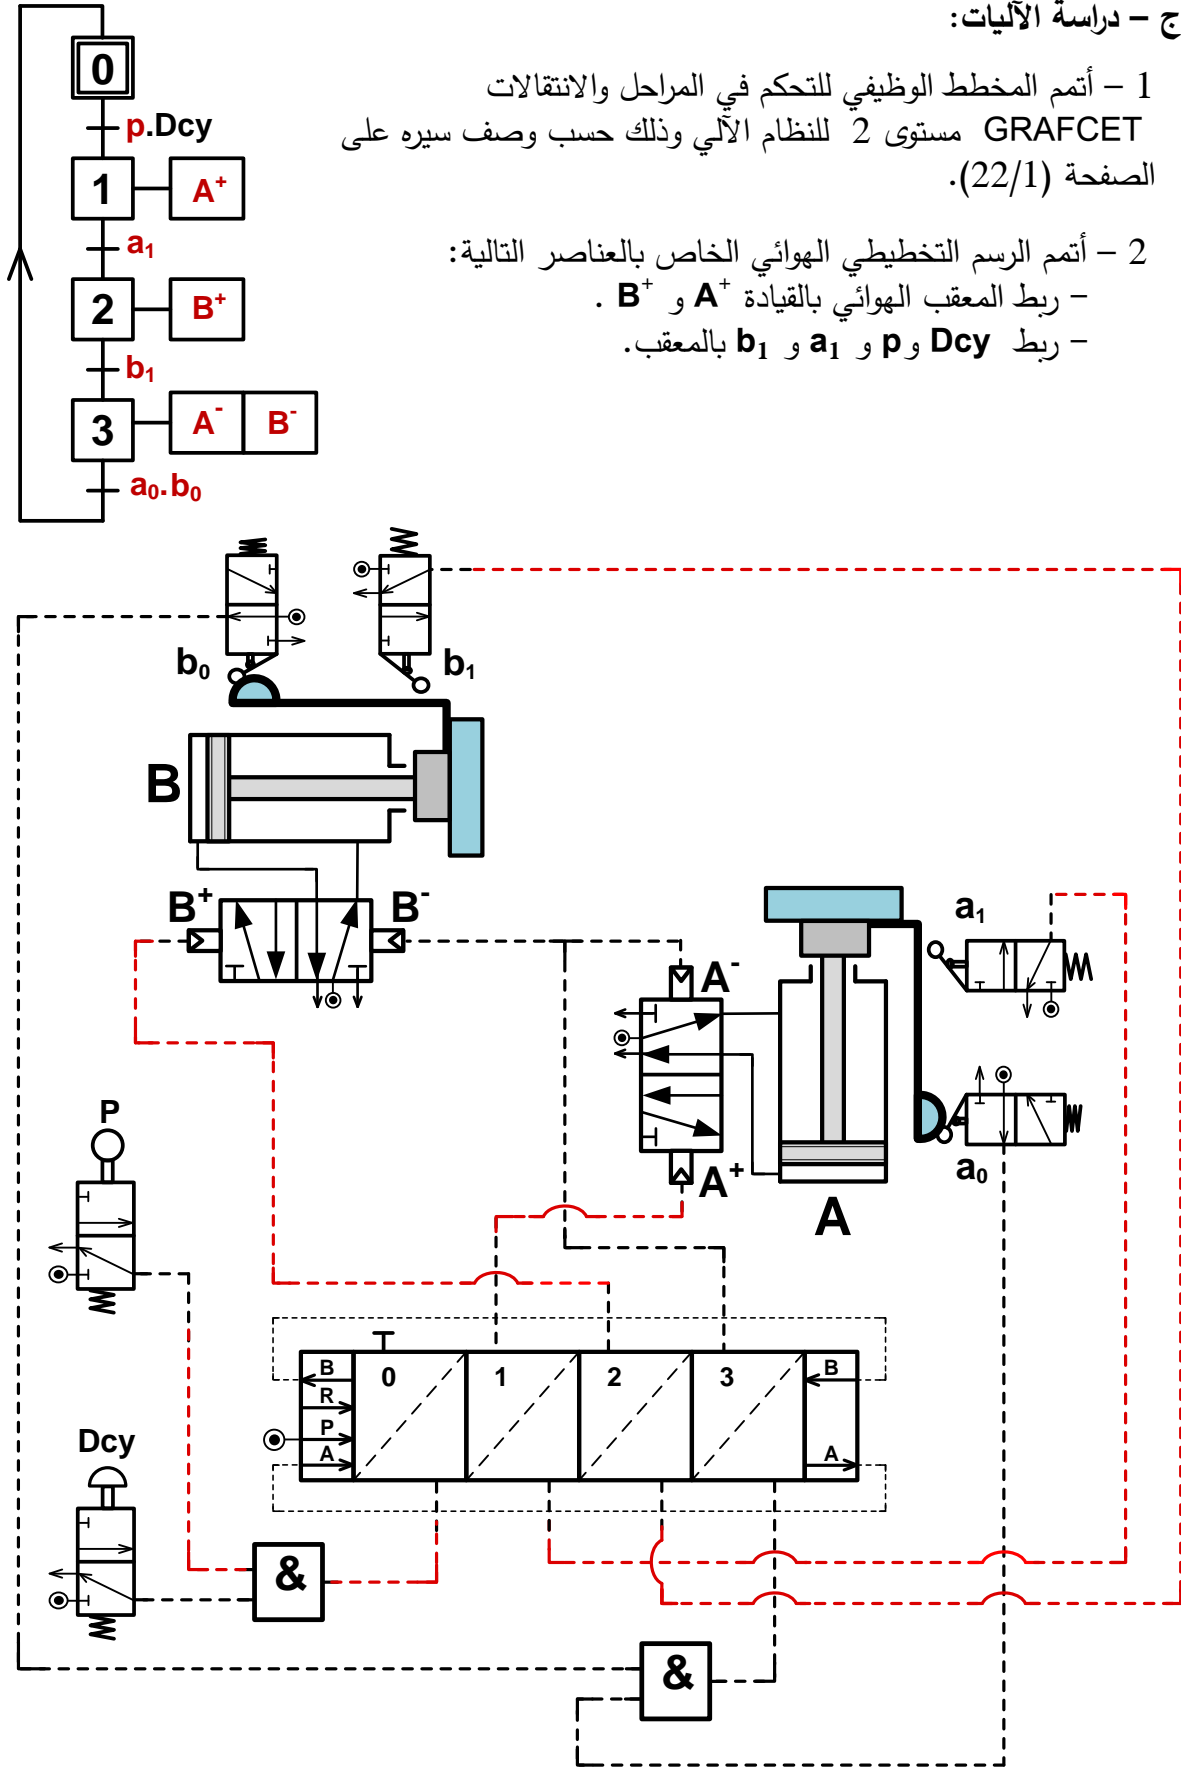 ج – دراسة الآليات:
1 – أتمم المخطط الوظيفي للتحكم في المراحل والانتقالات
GRAFCET مستوى 2 للنظام الآلي وذلك حسب وصف سيره على
الصفحة (22/1).
2 – أتمم الرسم التخطيطي الهوائي الخاص بالعناصر التالية:
– ربط المعقب الهوائي بالقيادة A⁺ و B⁺ .
– ربط Dcy و p و a₁ و b₁ بالمعقب.
0
p.Dcy
1 A⁺
a₁
2 B⁺
b₁
3 A⁻ B⁻
a₀.b₀
b₀ b₁
B
B⁺ B⁻
a₁
A⁻
A⁺
a₀
A
P
0 1 2 3
B
R
P
A
B
A
Dcy
&
&